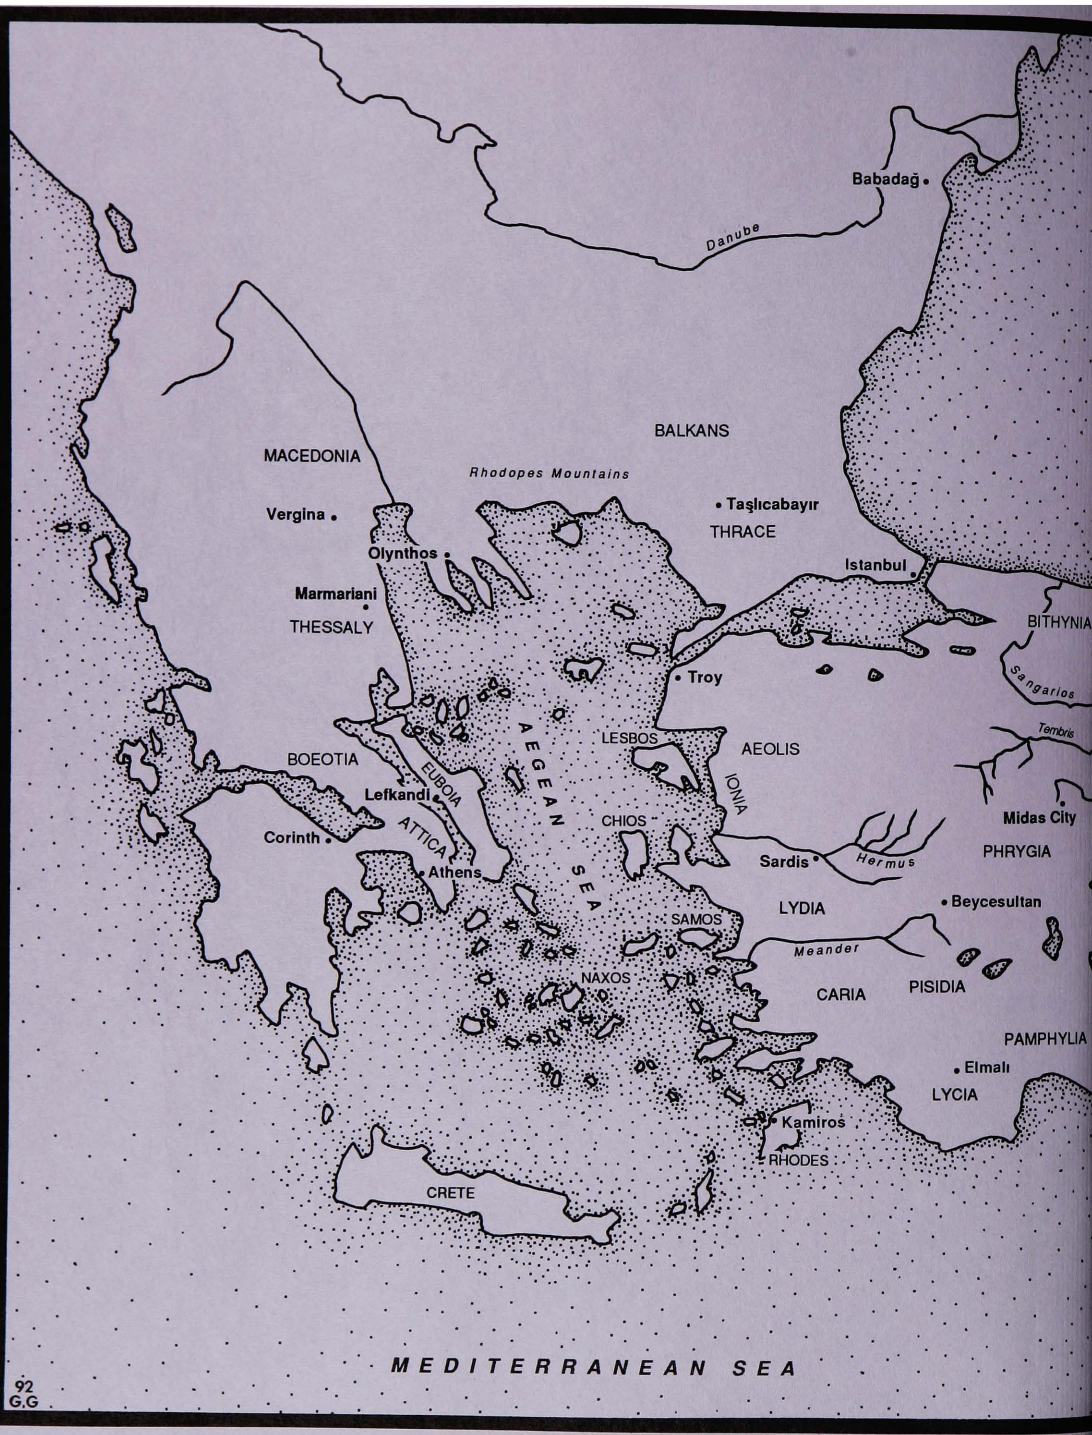 Babadağ
Danube
BALKANS
MACEDONIA
Rhodopes Mountains
Taşlıcabayır
Vergina
THRACE
Olynthos
Istanbul
Marmariani
THESSALY
BITHYNIA
Troy
Sangarios
Tembris
LESBOS
AEOLIS
BOEOTIA
EUBOIA
IONIA
Lefkandi
AEGEAN SEA
CHIOS
Midas City
ATTICA
Corinth
PHRYGIA
Sardis
Hermus
Athens
Beycesultan
LYDIA
SAMOS
Meander
NAXOS
PISIDIA
CARIA
PAMPHYLIA
Elmalı
LYCIA
Kamiros
RHODES
CRETE
MEDITERRANEAN SEA
92
G.G